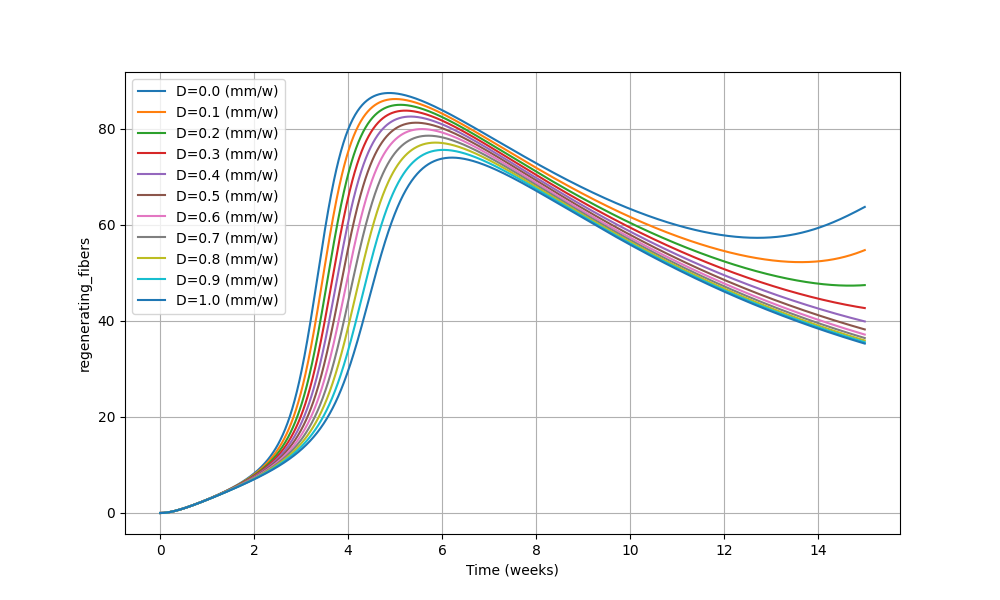 D=0.0 (mm/w)
D=0.1 (mm/w)
D=0.2 (mm/w)
D=0.3 (mm/w)
D=0.4 (mm/w)
D=0.5 (mm/w)
D=0.6 (mm/w)
D=0.7 (mm/w)
D=0.8 (mm/w)
D=0.9 (mm/w)
D=1.0 (mm/w)
regenerating_fibers
80
60
40
20
0
0 2 4 6 8 10 12 14
Time (weeks)